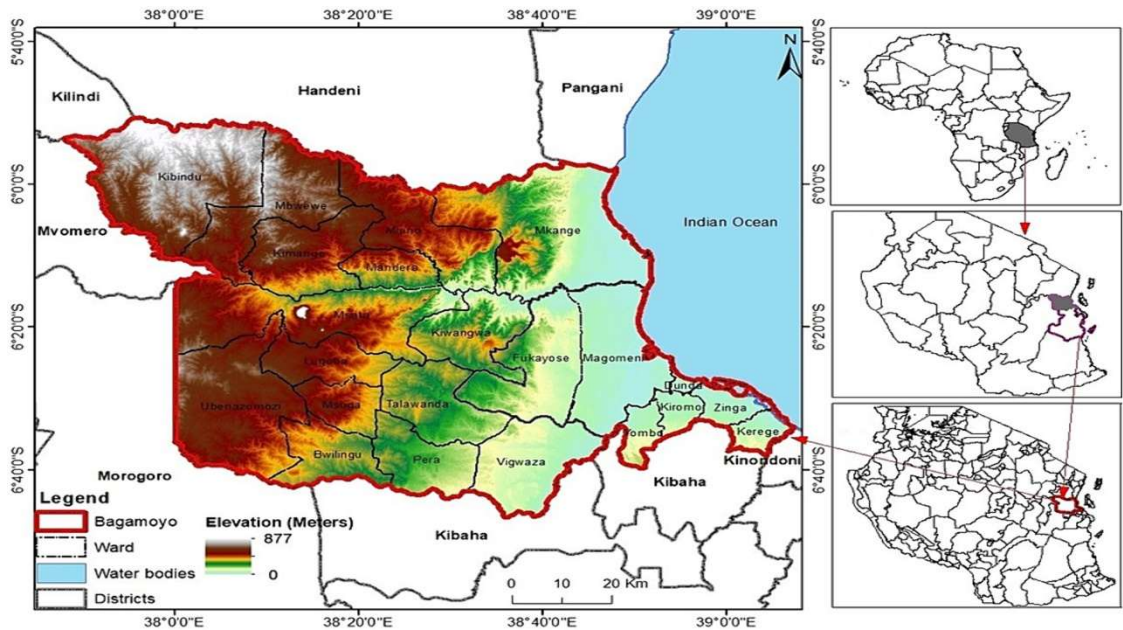 38°0'0"E 38°20'0"E 38°40'0"E 39°0'0"E
5°40'0"S
6°0'0"S
6°20'0"S
6°40'0"S
N
Kilindi
Handeni
Pangani
Kibindu
Mbwewe
Mvomero
Miono
Mkange
Indian Ocean
Kimange
Mandera
Msata
Kiwangwa
Lugoba
Fukayose
Magomeni
Dunda
Ubenazomozi
Msoga
Talawanda
Kiromo
Zinga
Yombo
Kerege
Bwilingu
Pera
Vigwaza
Kinondoni
Morogoro
Kibaha
Kibaha
Legend
Bagamoyo
Ward
Water bodies
Districts
Elevation (Meters)
877
0
0 10 20 Km
38°0'0"E 38°20'0"E 38°40'0"E 39°0'0"E
5°40'0"S
6°0'0"S
6°20'0"S
6°40'0"S